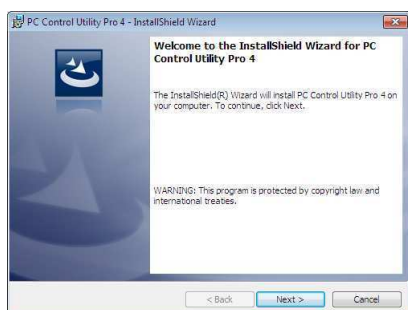 PC Control Utility Pro 4 - InstallShield Wizard
Welcome to the InstallShield Wizard for PC
Control Utility Pro 4
The InstallShield(R) Wizard will install PC Control Utility Pro 4 on
your computer. To continue, click Next.
WARNING: This program is protected by copyright law and
international treaties.
< Back
Next >
Cancel